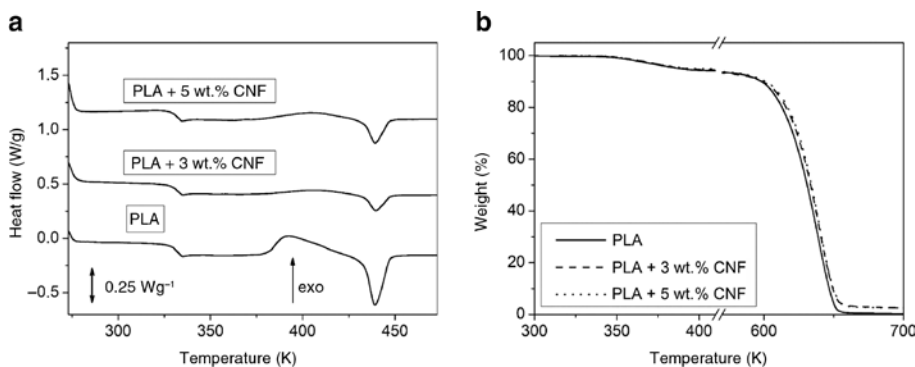 a
Heat flow (W/g)
1.5
1.0
0.5
0.0
−0.5
PLA + 5 wt.% CNF
PLA + 3 wt.% CNF
PLA
0.25 Wg⁻¹
exo
300
350
400
450
Temperature (K)
b
Weight (%)
100
80
60
40
20
0
PLA
PLA + 3 wt.% CNF
PLA + 5 wt.% CNF
300
350
400
600
700
Temperature (K)